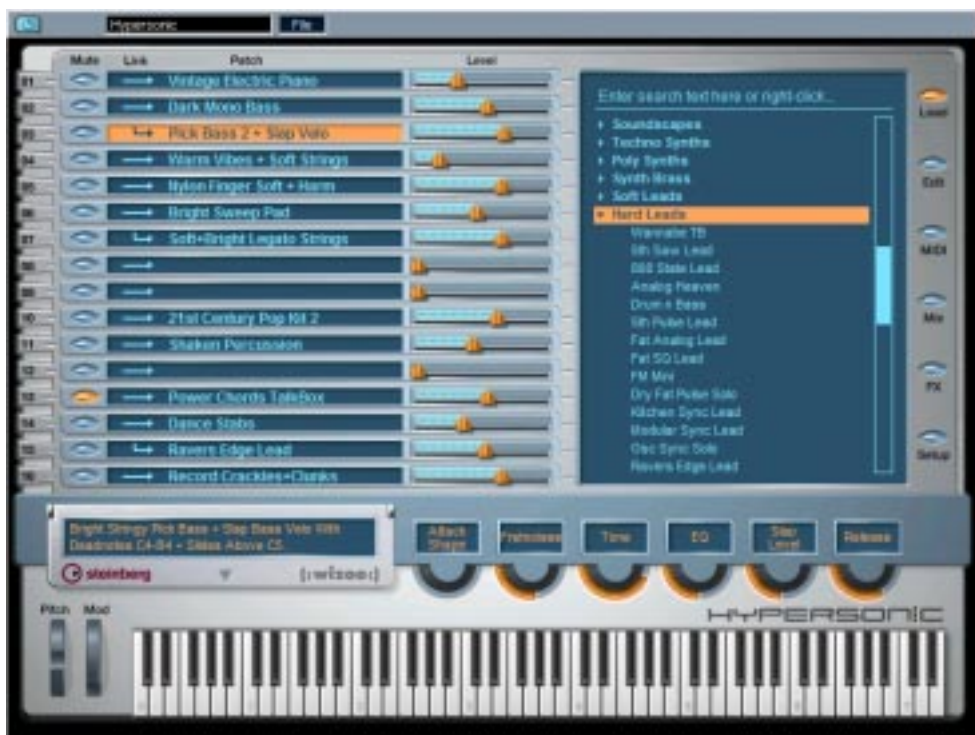 Hypersonic File
Mute Link Patch Level
01 Vintage Electric Piano
02 Dark Mono Bass
03 Pick Bass 2 + Slap Velo
04 Warm Vibes + Soft Strings
05 Nylon Finger Soft + Harm
06 Bright Sweep Pad
07 Soft+Bright Legato Strings
08
09
10 21st Century Pop Kit 2
11 Shaken Percussion
12
13 Power Chords TalkBox
14 Dance Stabs
15 Ravers Edge Lead
16 Record Crackles+Clunks
Enter search text here or right-click...
+ Soundscapes
+ Techno Synths
+ Poly Synths
+ Synth Brass
+ Soft Leads
Hard Leads
Wannabe TB
5th Saw Lead
888 State Lead
Analog Heaven
Drum n Bass
5th Pulse Lead
Fat Analog Lead
Fat SQ Lead
FM Mini
Dry Fat Pulse Solo
Kitchen Sync Lead
Modular Sync Lead
Osc Sync Solo
Ravers Edge Lead
Load
Edit
MIDI
Mix
FX
Setup
Bright Stringy Pick Bass + Slap Bass Velo With
Deadnotes C4-B4 + Slides Above C5
steinberg [:wizoo:]
Attack
Shape
Fretnoises
Time
EQ
Slap
Level
Release
Pitch Mod
HYPERSONIC